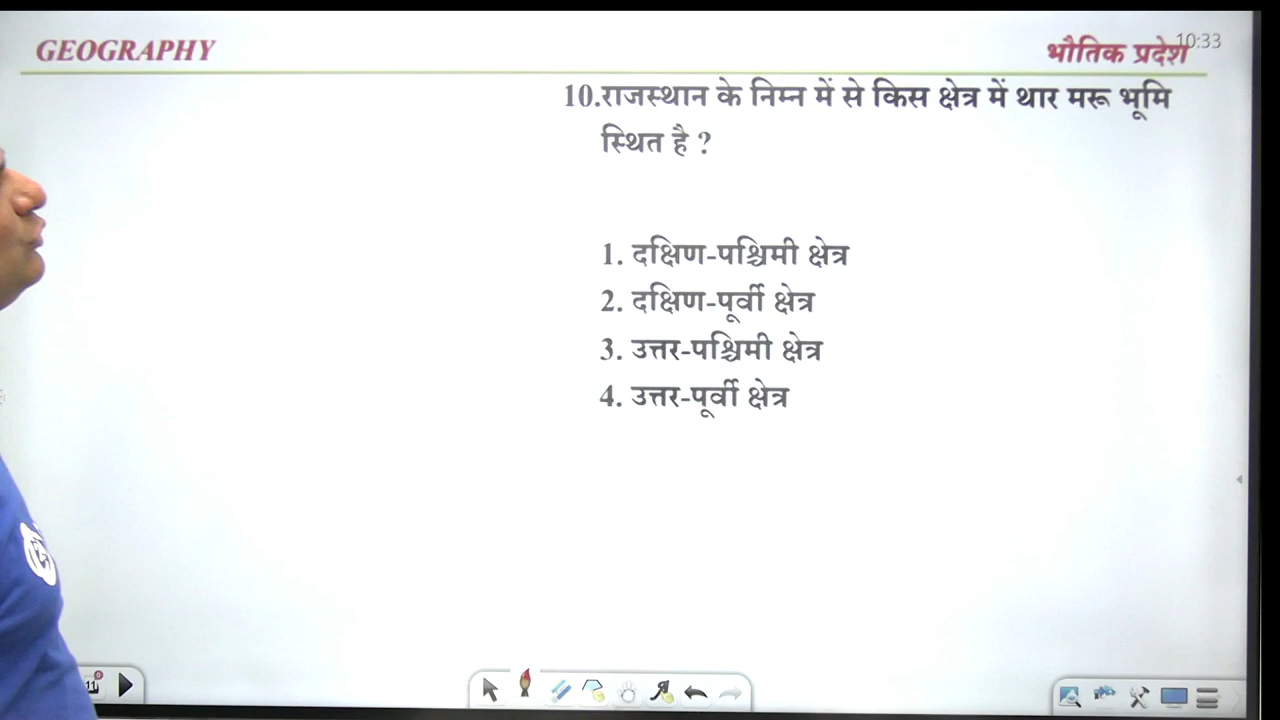 GEOGRAPHY
भौतिक प्रदेश
10:33
10.राजस्थान के निम्न में से किस क्षेत्र में थार मरू भूमि
स्थित है ?
1. दक्षिण-पश्चिमी क्षेत्र
2. दक्षिण-पूर्वी क्षेत्र
3. उत्तर-पश्चिमी क्षेत्र
4. उत्तर-पूर्वी क्षेत्र
11